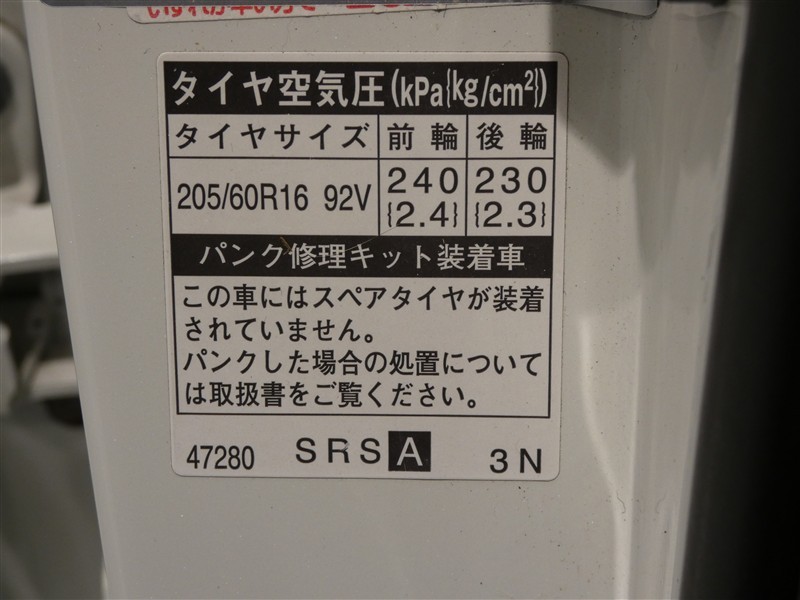 タイヤ空気圧(kPa{kg/cm²})
タイヤサイズ 前輪 後輪
205/60R16 92V 240 {2.4} 230 {2.3}
パンク修理キット装着車
この車にはスペアタイヤが装着
されていません。
パンクした場合の処置について
は取扱書をご覧ください。
47280 SRS A 3N